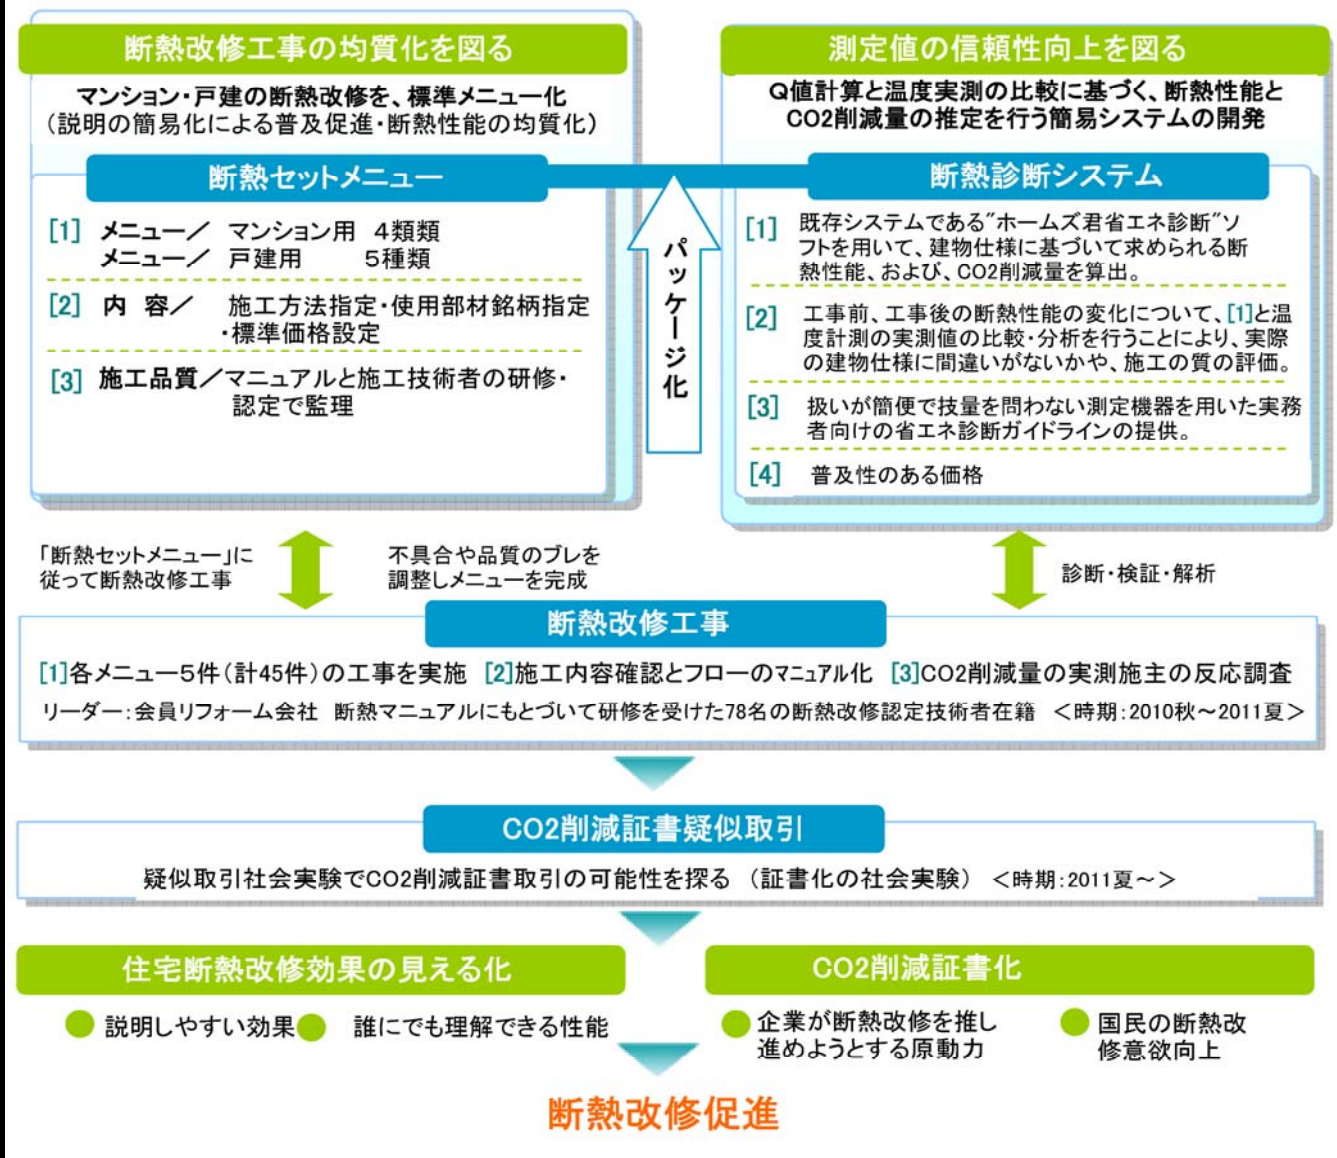 断熱改修工事の均質化を図る
マンション・戸建の断熱改修を、標準メニュー化
（説明の簡易化による普及促進・断熱性能の均質化）
断熱セットメニュー
[1] メニュー／ マンション用 4類類
メニュー／ 戸建用 5種類
[2] 内 容／ 施工方法指定・使用部材銘柄指定
・標準価格設定
[3] 施工品質／マニュアルと施工技術者の研修・
認定で監理
パッケージ化
測定値の信頼性向上を図る
Q値計算と温度実測の比較に基づく、断熱性能と
CO2削減量の推定を行う簡易システムの開発
断熱診断システム
[1] 既存システムである"ホームズ君省エネ診断"ソ
フトを用いて、建物仕様に基づいて求められる断
熱性能、および、CO2削減量を算出。
[2] 工事前、工事後の断熱性能の変化について、[1]と温
度計測の実測値の比較・分析を行うことにより、実際
の建物仕様に間違いがないかや、施工の質の評価。
[3] 扱いが簡便で技量を問わない測定機器を用いた実務
者向けの省エネ診断ガイドラインの提供。
[4] 普及性のある価格
「断熱セットメニュー」に
従って断熱改修工事
不具合や品質のブレを
調整しメニューを完成
診断・検証・解析
断熱改修工事
[1]各メニュー5件（計45件）の工事を実施 [2]施工内容確認とフローのマニュアル化 [3]CO2削減量の実測施主の反応調査
リーダー：会員リフォーム会社 断熱マニュアルにもとづいて研修を受けた78名の断熱改修認定技術者在籍 ＜時期：2010秋～2011夏＞
CO2削減証書疑似取引
疑似取引社会実験でCO2削減証書取引の可能性を探る （証書化の社会実験） ＜時期：2011夏～＞
住宅断熱改修効果の見える化
説明しやすい効果
誰にでも理解できる性能
CO2削減証書化
企業が断熱改修を推し
進めようとする原動力
国民の断熱改
修意欲向上
断熱改修促進